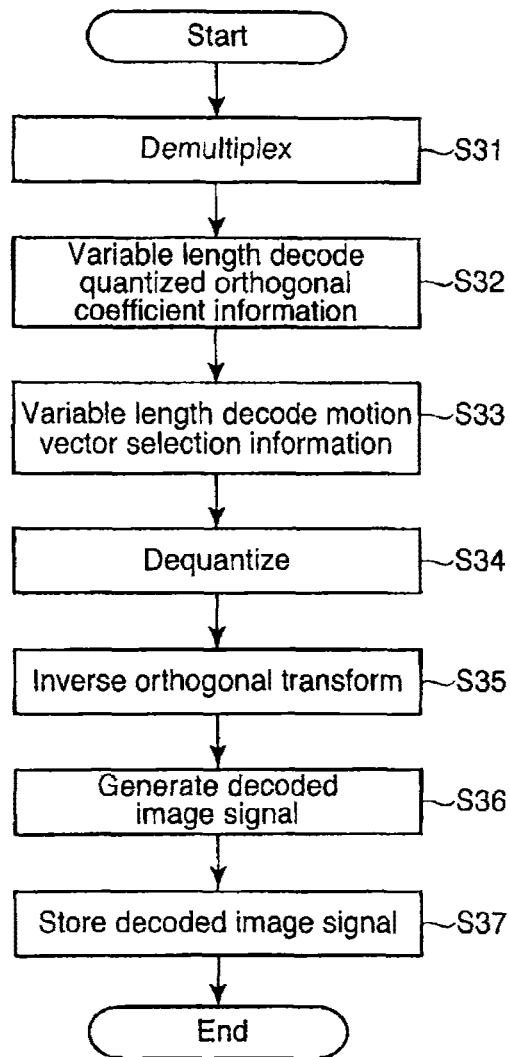 Start
Demultiplex
S31
Variable length decode
quantized orthogonal
coefficient information
S32
Variable length decode motion
vector selection information
S33
Dequantize
S34
Inverse orthogonal transform
S35
Generate decoded
image signal
S36
Store decoded image signal
S37
End